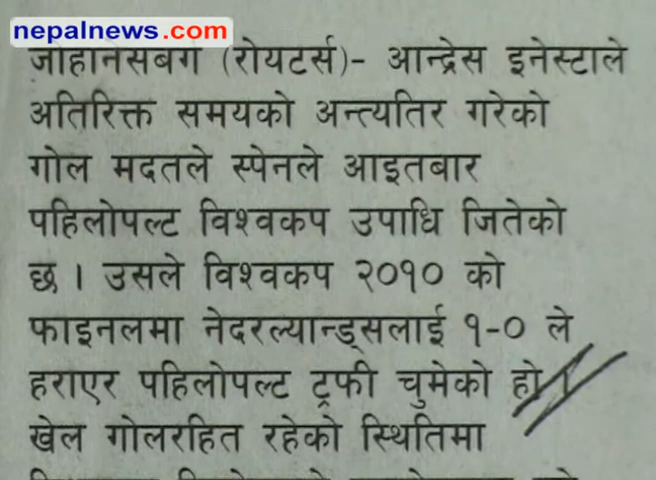 nepalnews.com
जोहानेसबर्ग (रोयटर्स)- आन्द्रेस इनेस्टाले
अतिरिक्त समयको अन्त्यतिर गरेको
गोल मदतले स्पेनले आइतबार
पहिलोपल्ट विश्वकप उपाधि जितेको
छ । उसले विश्वकप २०१० को
फाइनलमा नेदरल्यान्ड्सलाई १-० ले
हराएर पहिलोपल्ट ट्रफी चुमेको हो ।
खेल गोलरहित रहेको स्थितिमा